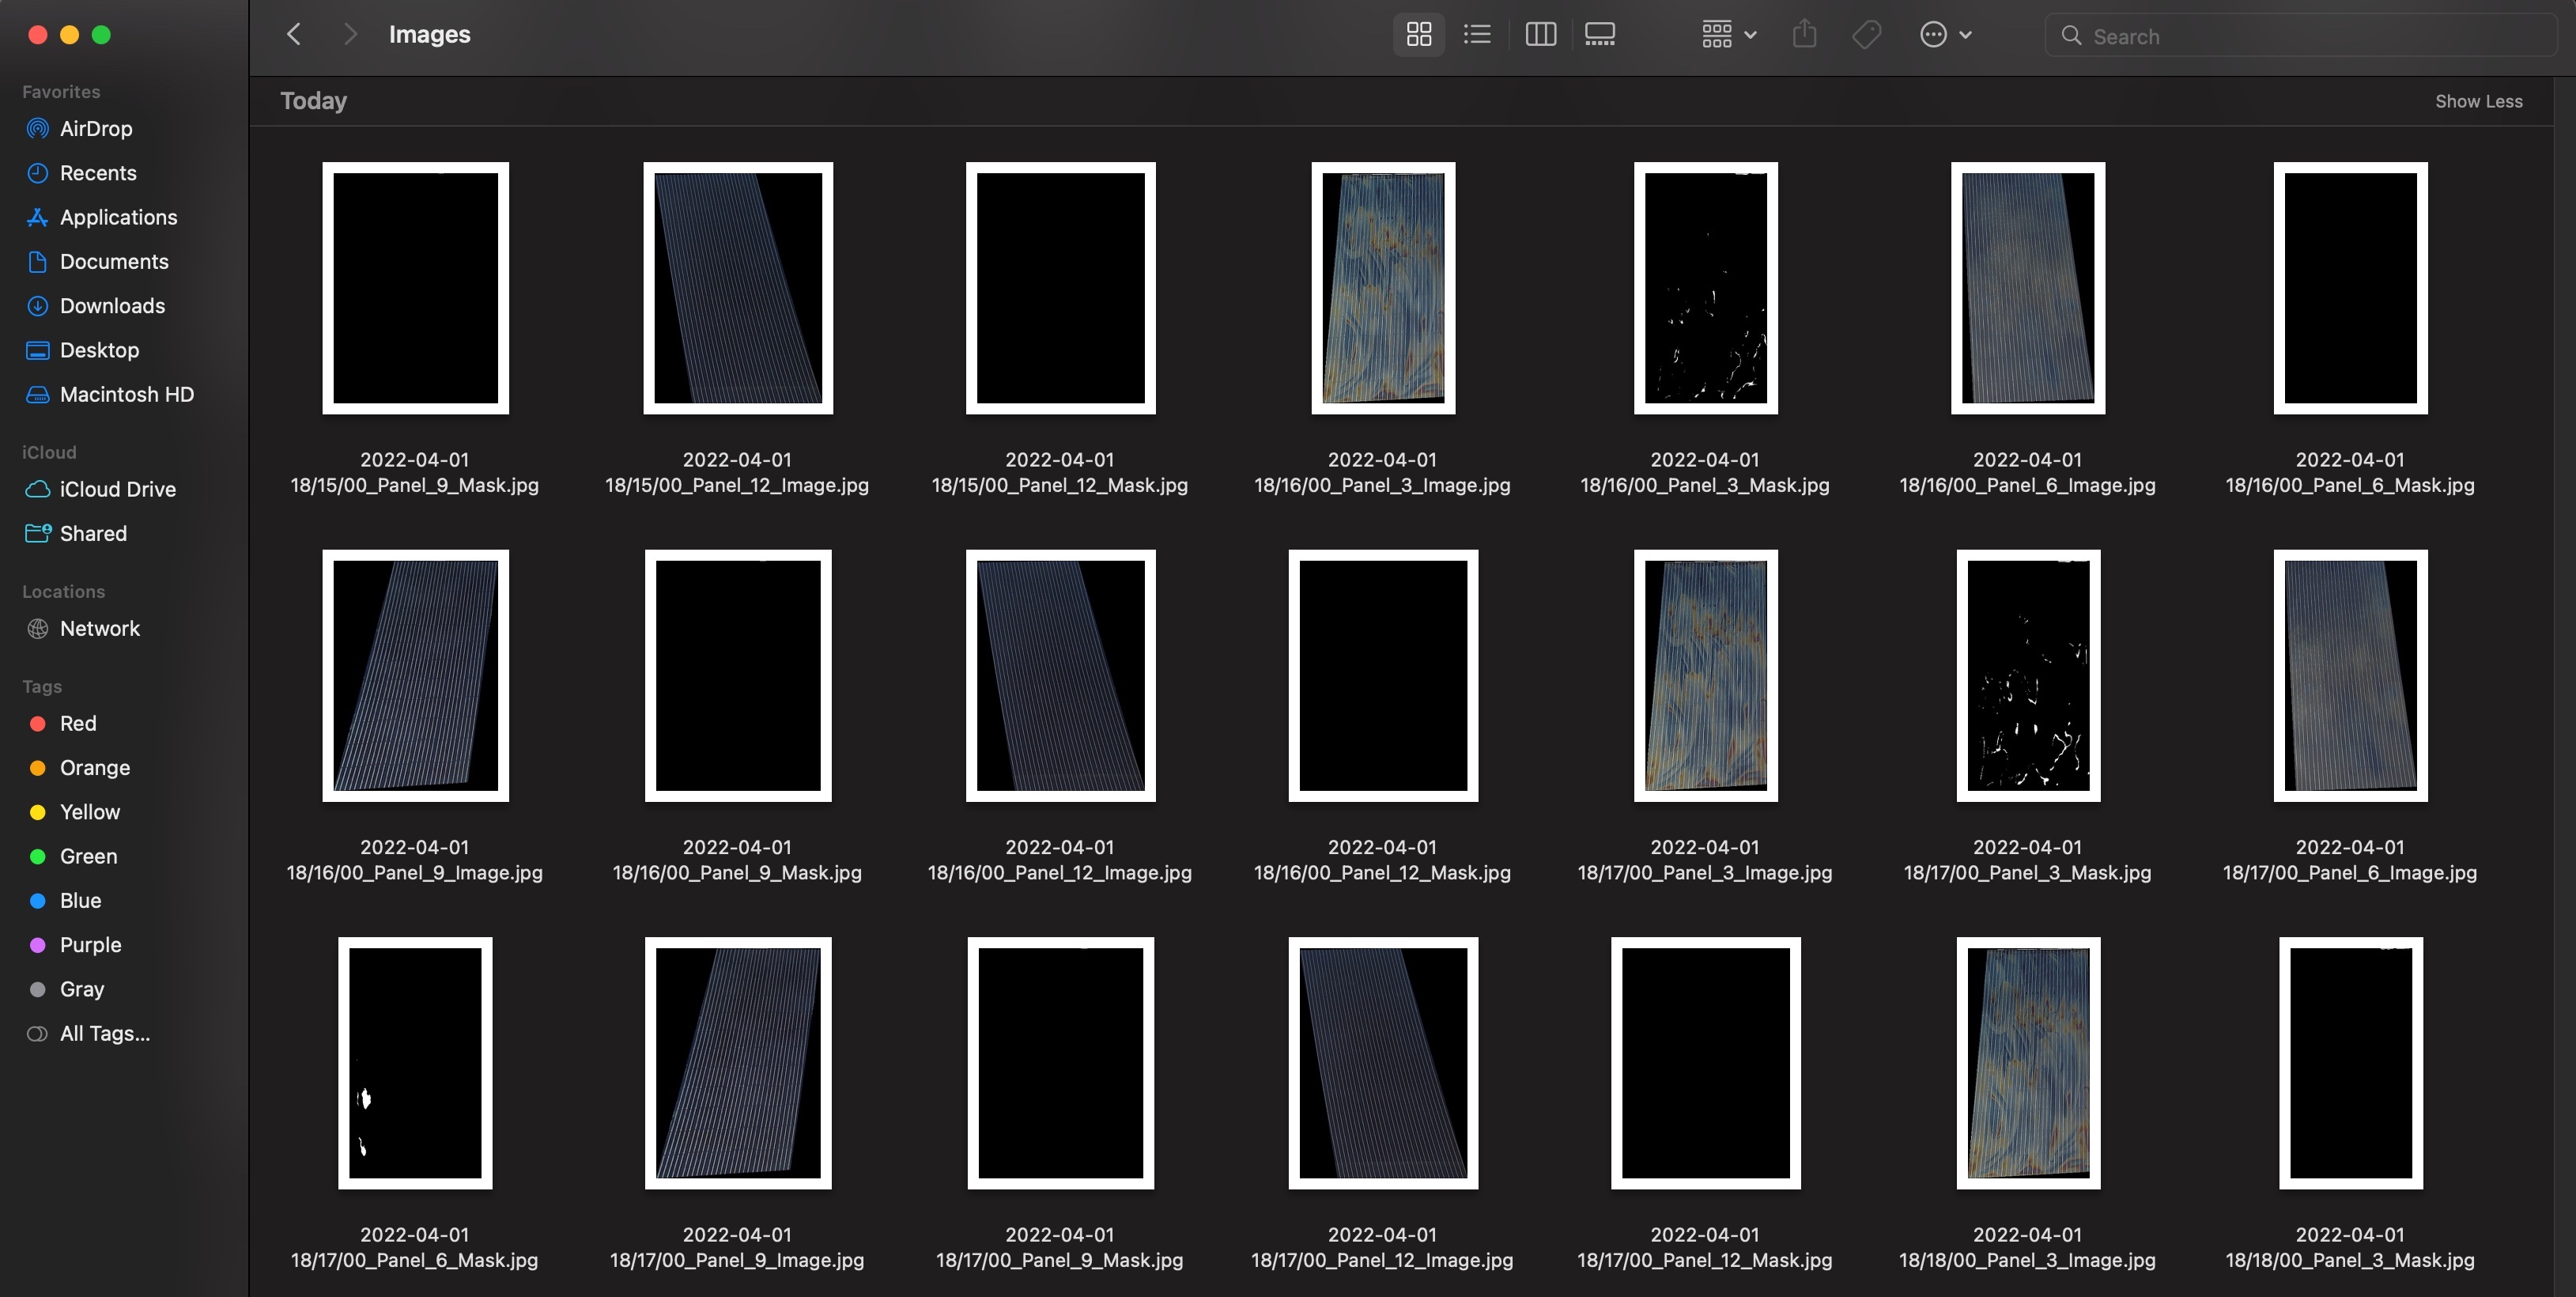 Images
Search
Favorites
AirDrop
Recents
Applications
Documents
Downloads
Desktop
Macintosh HD
iCloud
iCloud Drive
Shared
Locations
Network
Tags
Red
Orange
Yellow
Green
Blue
Purple
Gray
All Tags...
Today
Show Less
2022-04-01
18/15/00_Panel_9_Mask.jpg
2022-04-01
18/15/00_Panel_12_Image.jpg
2022-04-01
18/15/00_Panel_12_Mask.jpg
2022-04-01
18/16/00_Panel_3_Image.jpg
2022-04-01
18/16/00_Panel_3_Mask.jpg
2022-04-01
18/16/00_Panel_6_Image.jpg
2022-04-01
18/16/00_Panel_6_Mask.jpg
2022-04-01
18/16/00_Panel_9_Image.jpg
2022-04-01
18/16/00_Panel_9_Mask.jpg
2022-04-01
18/16/00_Panel_12_Image.jpg
2022-04-01
18/16/00_Panel_12_Mask.jpg
2022-04-01
18/17/00_Panel_3_Image.jpg
2022-04-01
18/17/00_Panel_3_Mask.jpg
2022-04-01
18/17/00_Panel_6_Image.jpg
2022-04-01
18/17/00_Panel_6_Mask.jpg
2022-04-01
18/17/00_Panel_9_Image.jpg
2022-04-01
18/17/00_Panel_9_Mask.jpg
2022-04-01
18/17/00_Panel_12_Image.jpg
2022-04-01
18/17/00_Panel_12_Mask.jpg
2022-04-01
18/18/00_Panel_3_Image.jpg
2022-04-01
18/18/00_Panel_3_Mask.jpg